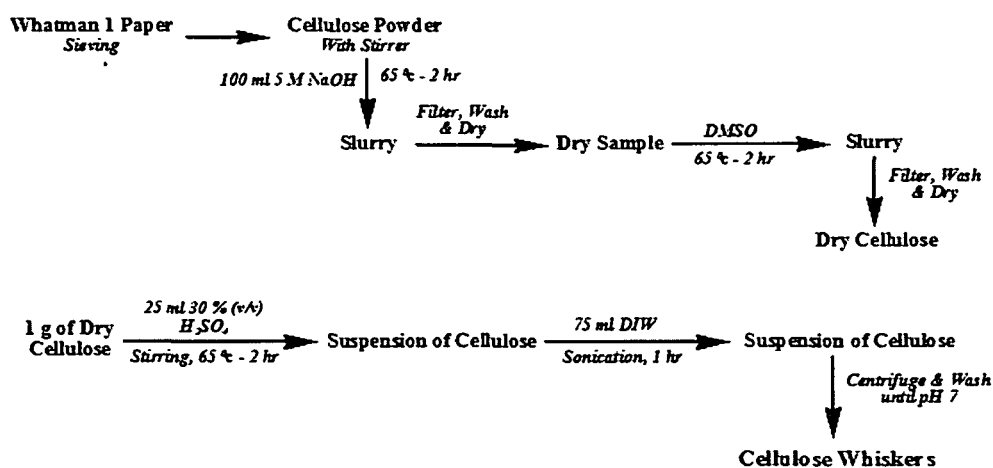 Whatman 1 Paper
Sieving
Cellulose Powder
With Stirrer
100 ml 5 M NaOH
65 ℃ - 2 hr
Slurry
Filter, Wash
& Dry
Dry Sample
DMSO
65 ℃ - 2 hr
Slurry
Filter, Wash
& Dry
Dry Cellulose
1 g of Dry
Cellulose
25 ml 30 % (v/v)
H₂SO₄
Stirring, 65 ℃ - 2 hr
Suspension of Cellulose
75 ml DIW
Sonication, 1 hr
Suspension of Cellulose
Centrifuge & Wash
until pH 7
Cellulose Whiskers